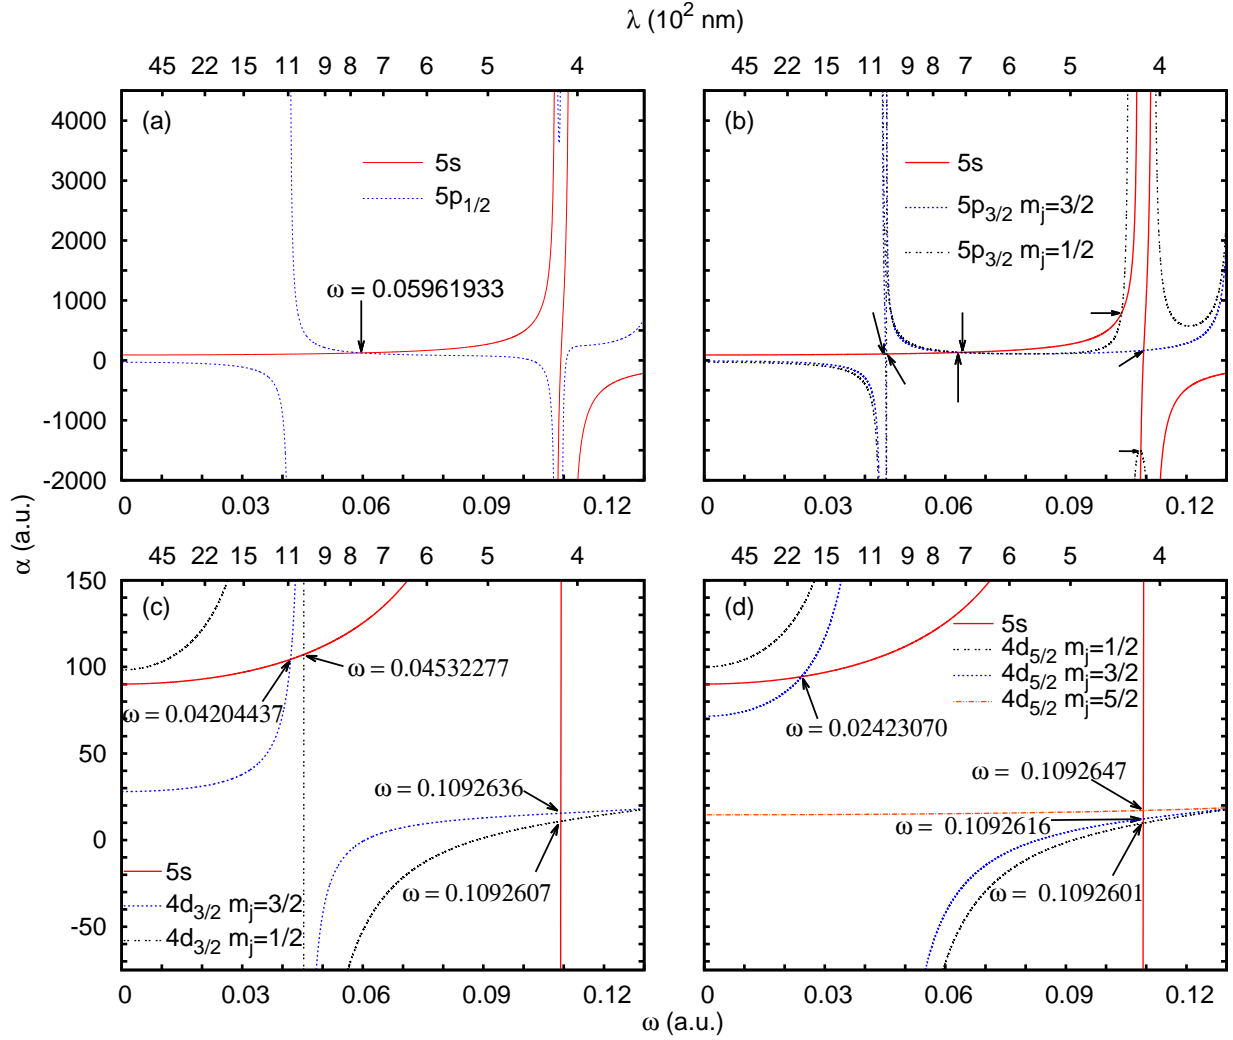 λ (10² nm)
45 22 15 11 9 8 7 6 5 4
45 22 15 11 9 8 7 6 5 4
(a)
5s
5p1/2
ω = 0.05961933
4000
3000
2000
1000
0
-1000
-2000
0 0.03 0.06 0.09 0.12
(b)
5s
5p3/2 mj=3/2
5p3/2 mj=1/2
0 0.03 0.06 0.09 0.12
α (a.u.)
45 22 15 11 9 8 7 6 5 4
45 22 15 11 9 8 7 6 5 4
(c)
ω = 0.04532277
ω = 0.04204437
ω = 0.1092636
ω = 0.1092607
5s
4d3/2 mj=3/2
4d3/2 mj=1/2
150
100
50
0
-50
0 0.03 0.06 0.09 0.12
(d)
5s
4d5/2 mj=1/2
4d5/2 mj=3/2
4d5/2 mj=5/2
ω = 0.02423070
ω = 0.1092647
ω = 0.1092616
ω = 0.1092601
0 0.03 0.06 0.09 0.12
ω (a.u.)